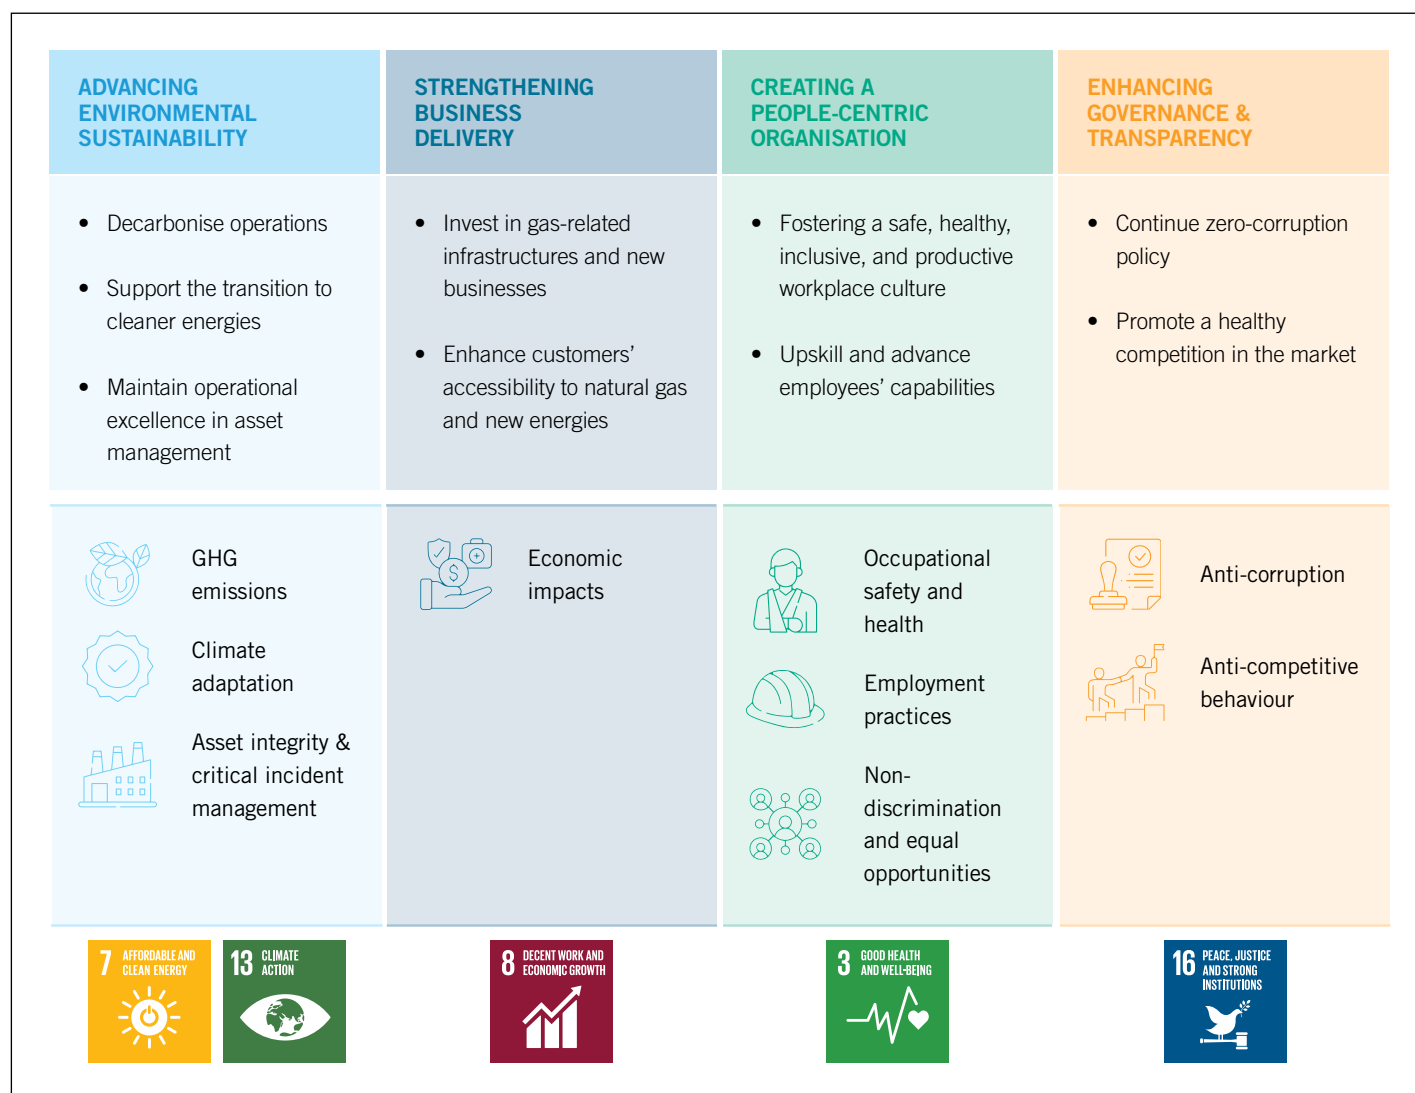 ADVANCING
ENVIRONMENTAL
SUSTAINABILITY
STRENGTHENING
BUSINESS
DELIVERY
CREATING A
PEOPLE-CENTRIC
ORGANISATION
ENHANCING
GOVERNANCE &
TRANSPARENCY
• Decarbonise operations
• Support the transition to
cleaner energies
• Maintain operational
excellence in asset
management
• Invest in gas-related
infrastructures and new
businesses
• Enhance customers’
accessibility to natural gas
and new energies
• Fostering a safe, healthy,
inclusive, and productive
workplace culture
• Upskill and advance
employees’ capabilities
• Continue zero-corruption
policy
• Promote a healthy
competition in the market
GHG
emissions
Climate
adaptation
Asset integrity &
critical incident
management
Economic
impacts
Occupational
safety and
health
Employment
practices
Non-
discrimination
and equal
opportunities
Anti-corruption
Anti-competitive
behaviour
7 AFFORDABLE AND
CLEAN ENERGY
13 CLIMATE
ACTION
8 DECENT WORK AND
ECONOMIC GROWTH
3 GOOD HEALTH
AND WELL-BEING
16 PEACE, JUSTICE
AND STRONG
INSTITUTIONS